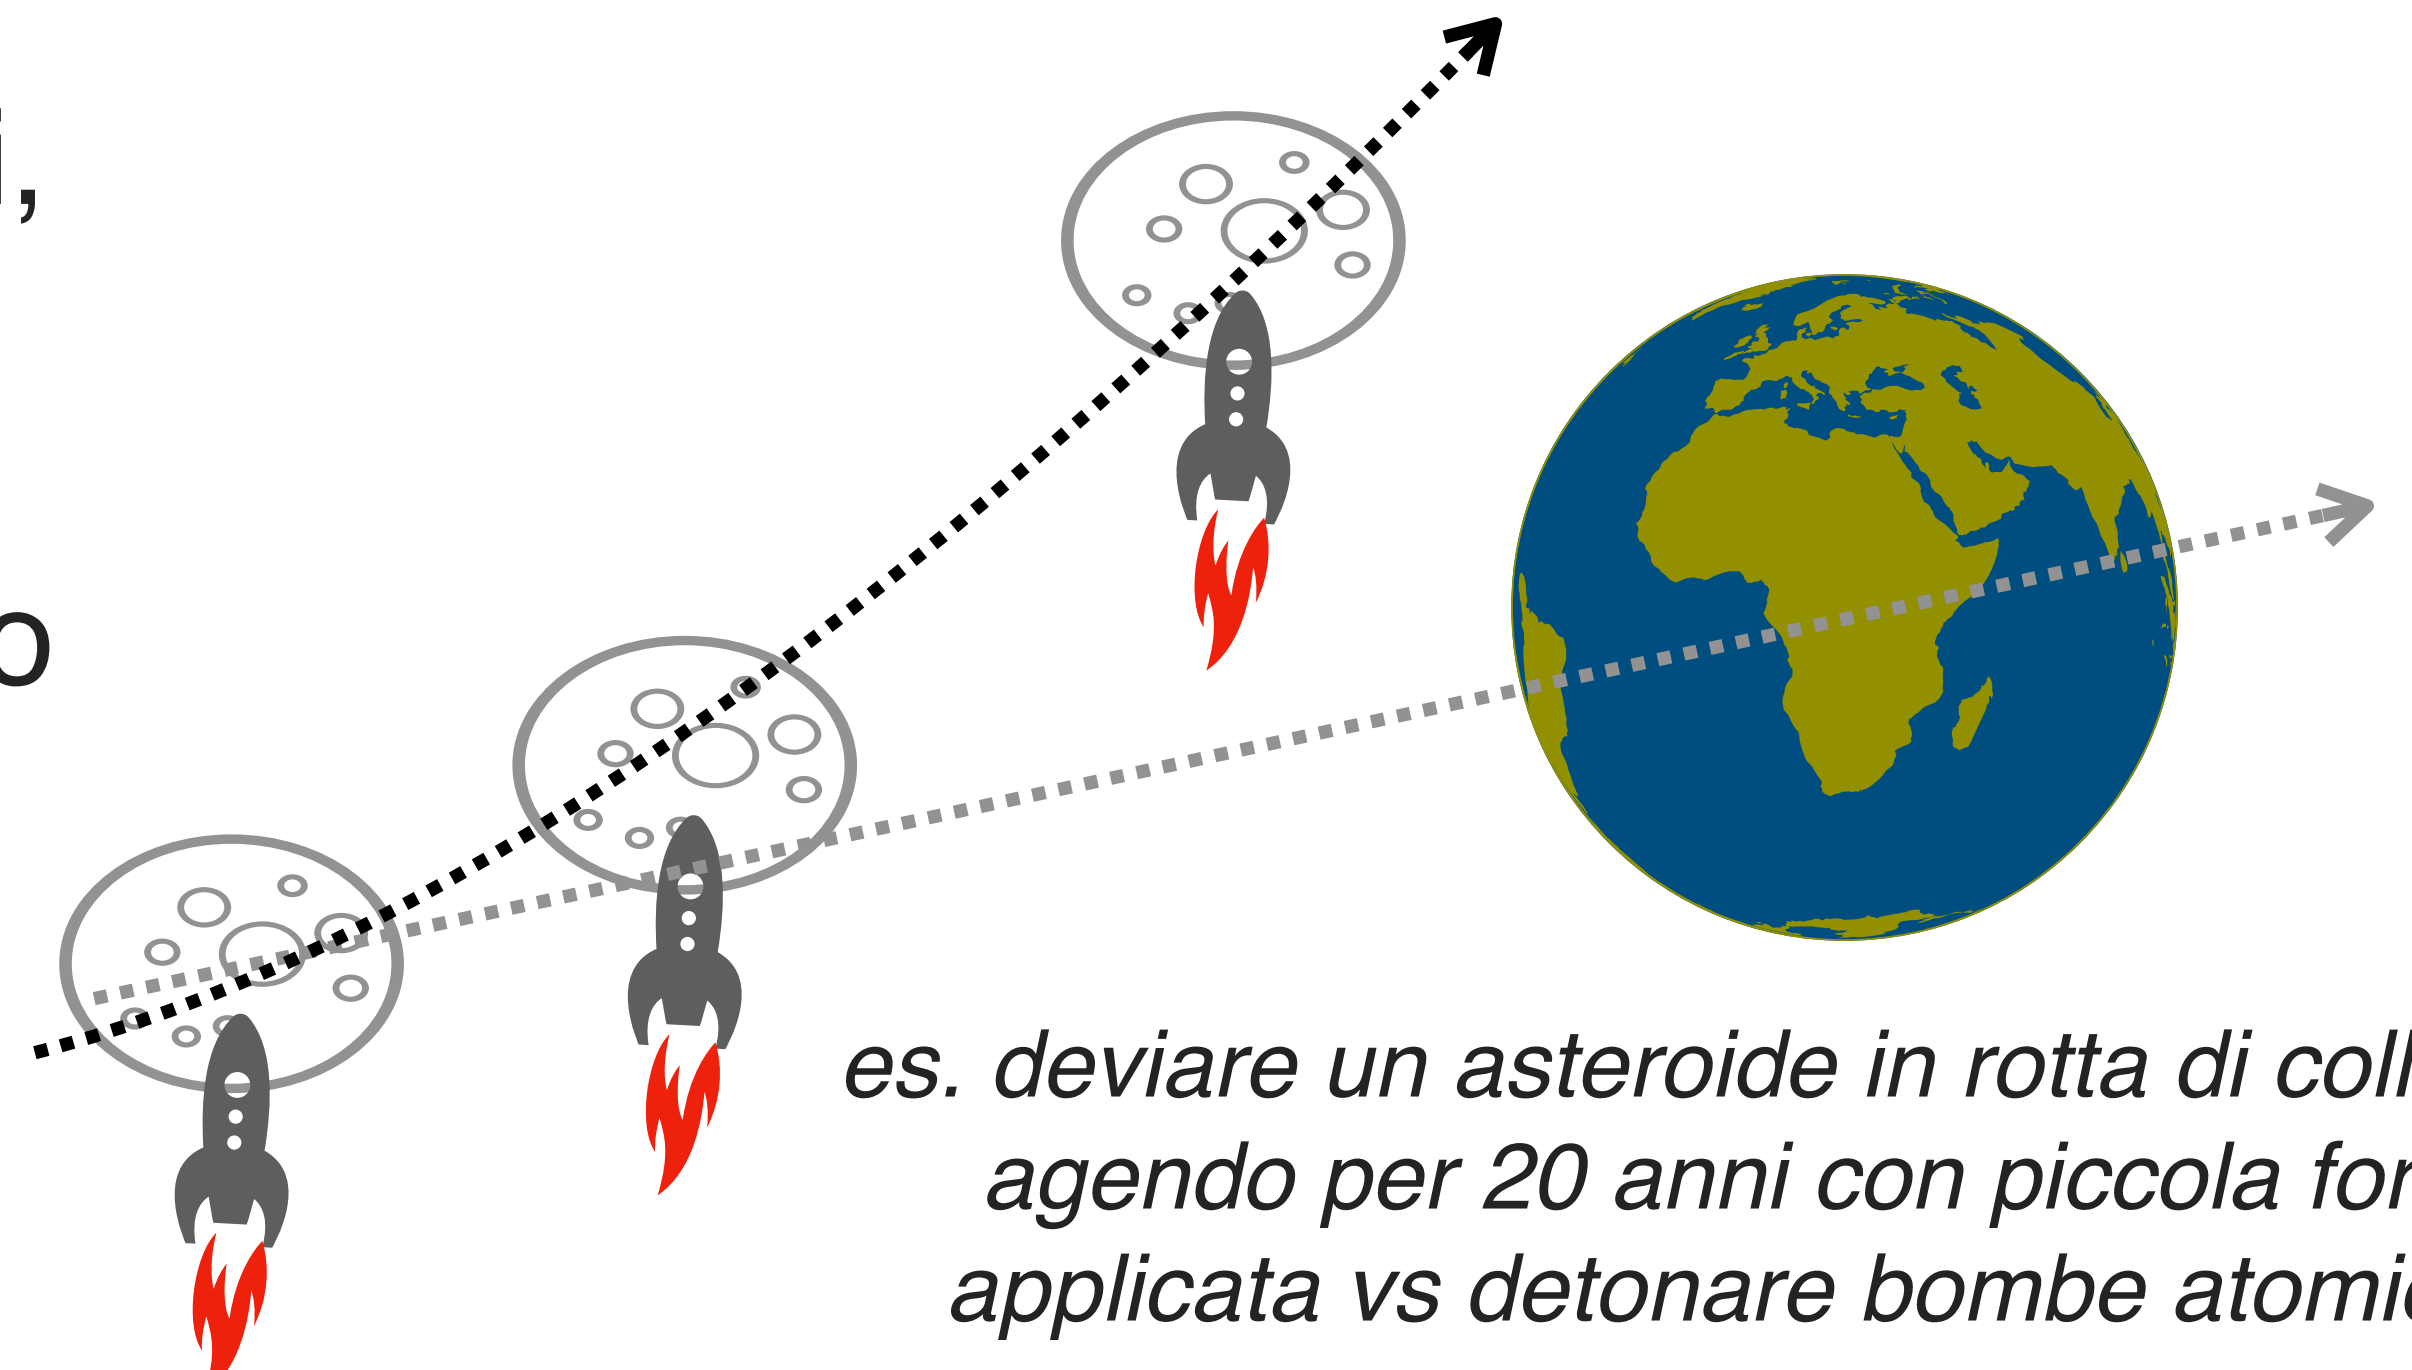 i,
o
es. deviare un asteroide in rotta di coll
agendo per 20 anni con piccola for
applicata vs detonare bombe atomic